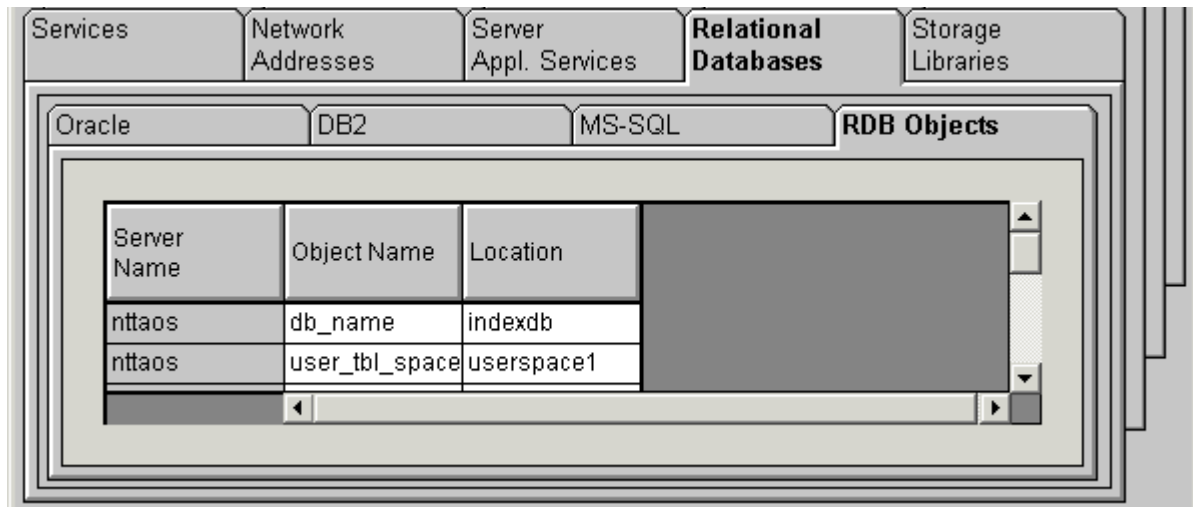 Services Network Server Relational Storage
Addresses Appl. Services Databases Libraries
Oracle DB2 MS-SQL RDB Objects
Server
Name Object Name Location
nttaos db_name indexdb
nttaos user_tbl_space userspace1